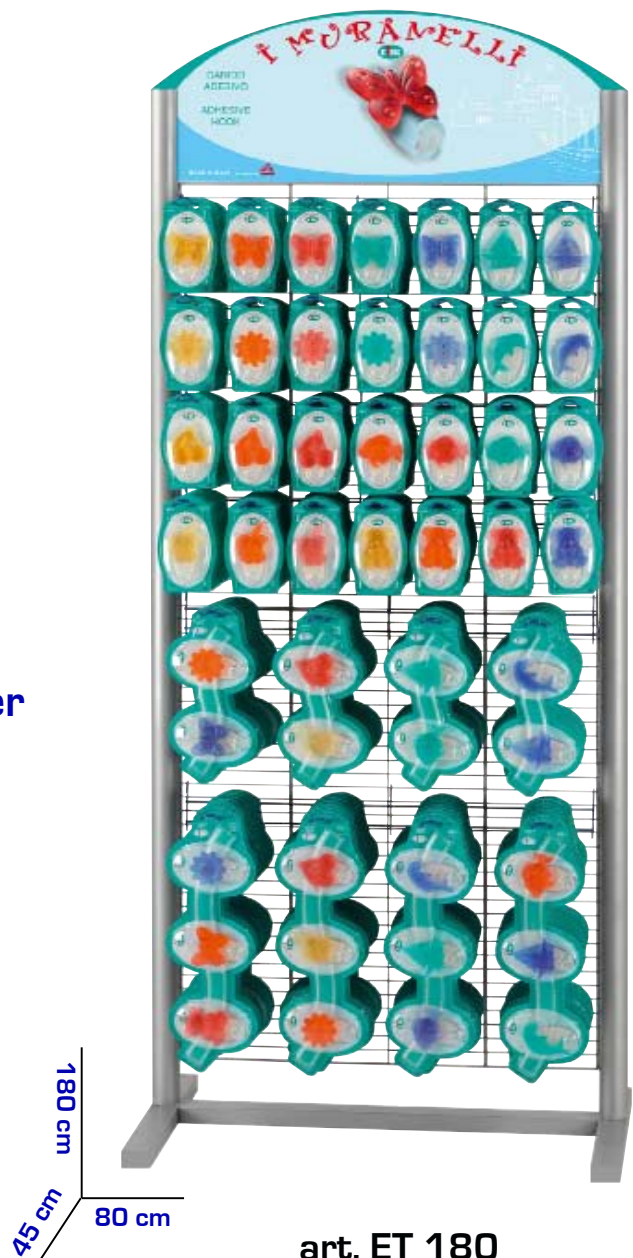 I MURANELLI
GANCIO
ADESIVO
ADHESIVE
HOOK
er
180 cm
45 cm
80 cm
art. ET 180